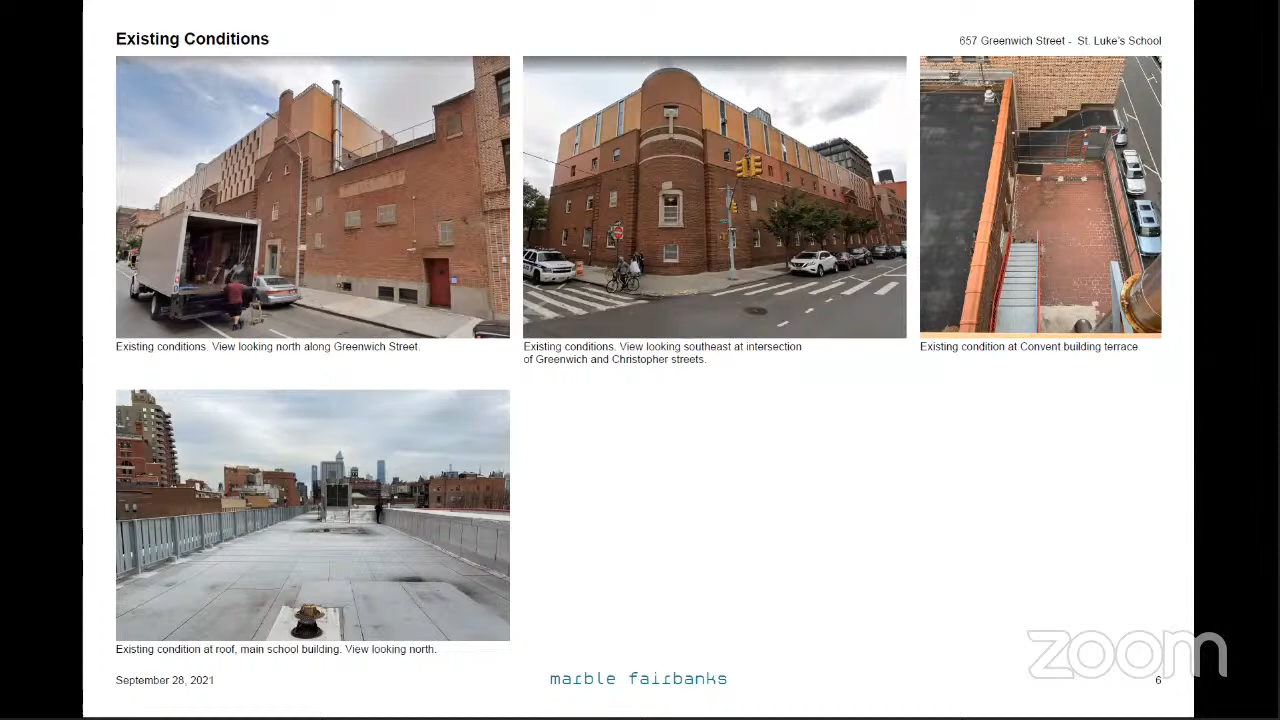 Existing Conditions
657 Greenwich Street - St. Luke's School
Existing conditions. View looking north along Greenwich Street.
Existing conditions. View looking southeast at intersection
of Greenwich and Christopher streets.
Existing condition at Convent building terrace
Existing condition at roof, main school building. View looking north.
September 28, 2021
marble fairbanks
6
zoom